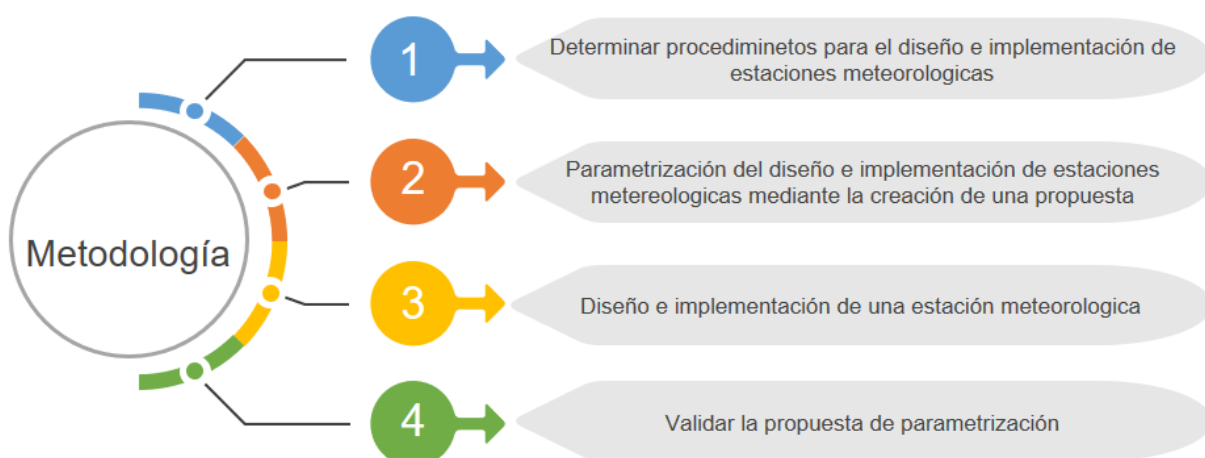 Metodología
1
Determinar procediminetos para el diseño e implementación de
estaciones meteorologicas
2
Parametrización del diseño e implementación de estaciones
metereologicas mediante la creación de una propuesta
3
Diseño e implementación de una estación meteorologica
4
Validar la propuesta de parametrización